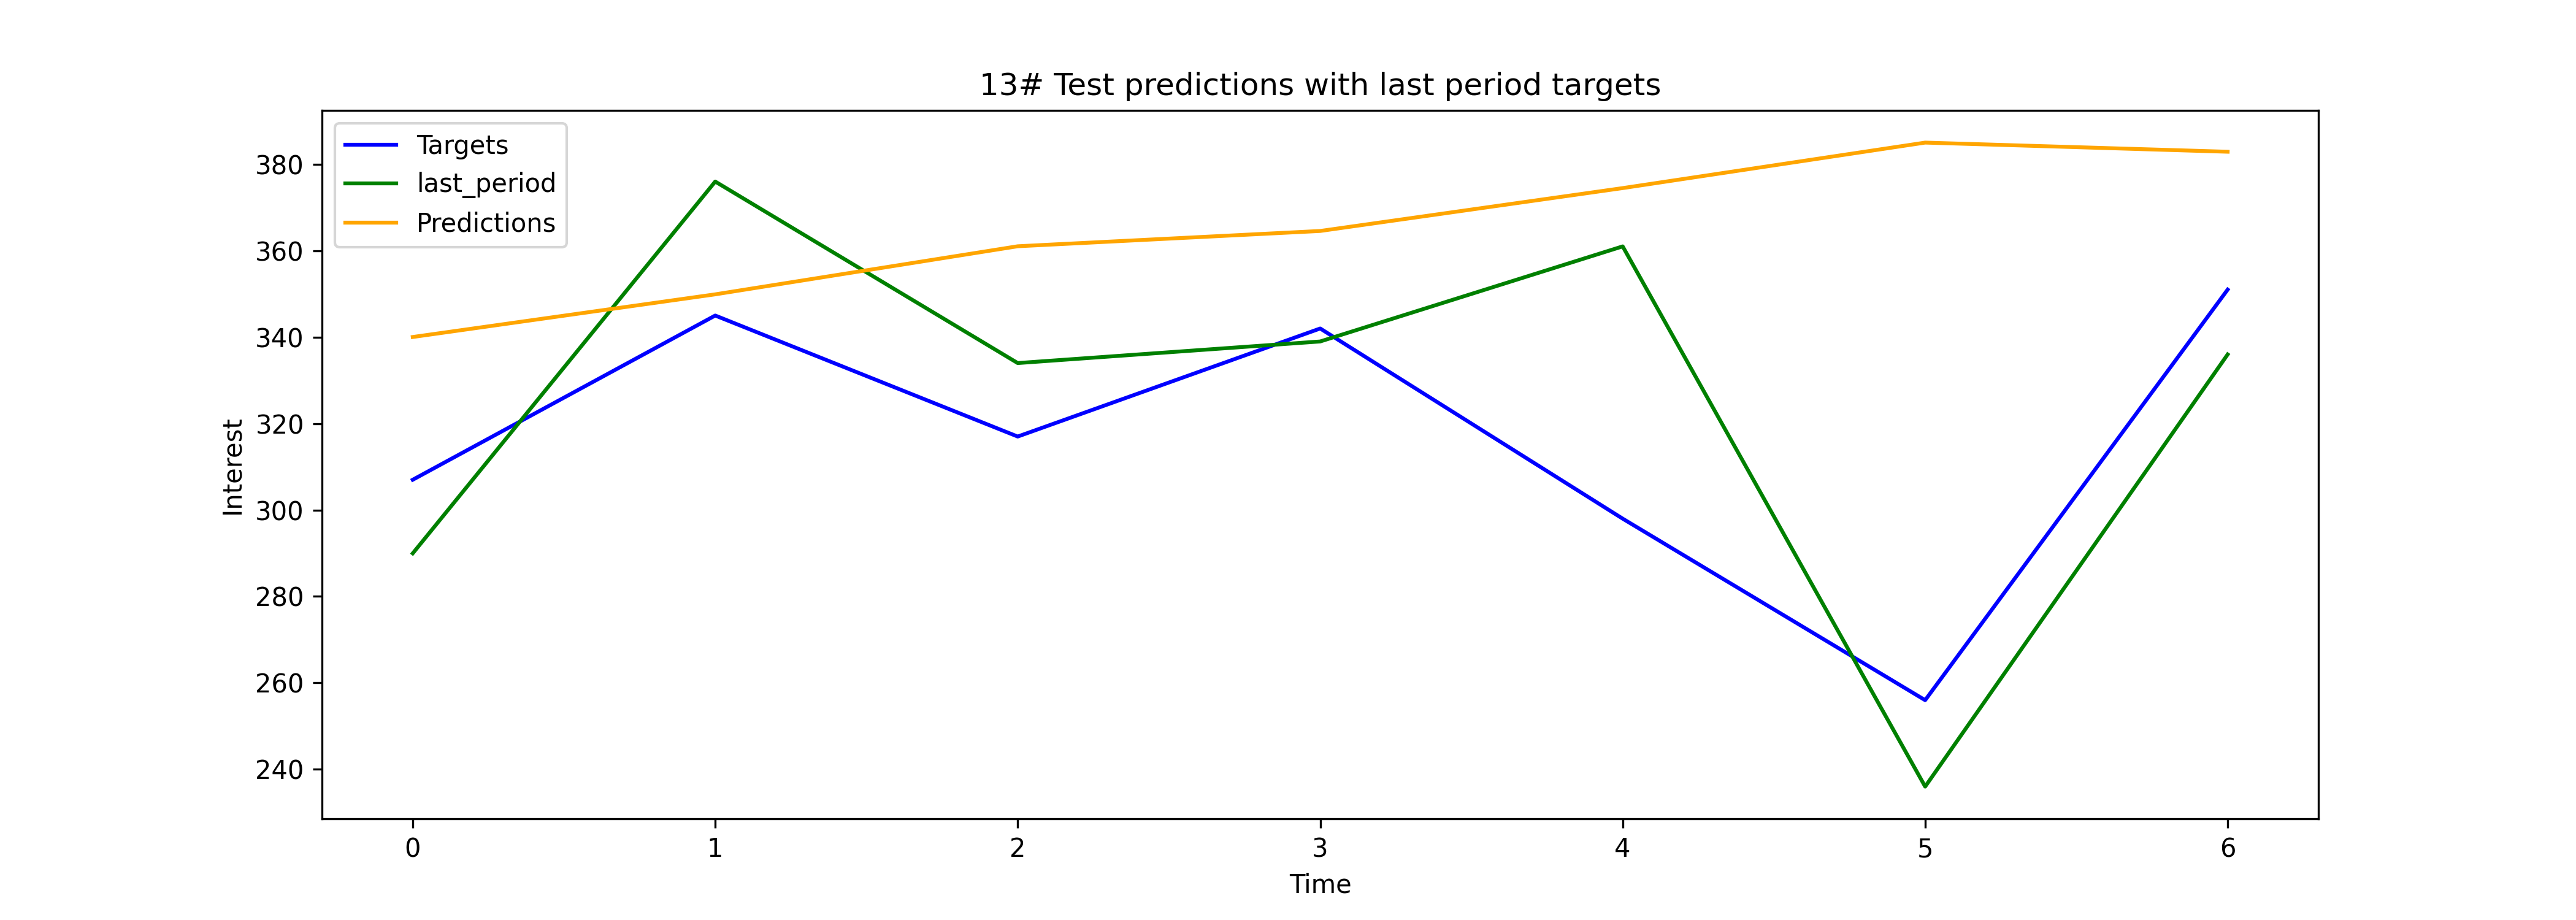 13# Test predictions with last period targets
Targets
last_period
Predictions
380
360
340
320
300
280
260
240
Interest
0 1 2 3 4 5 6
Time